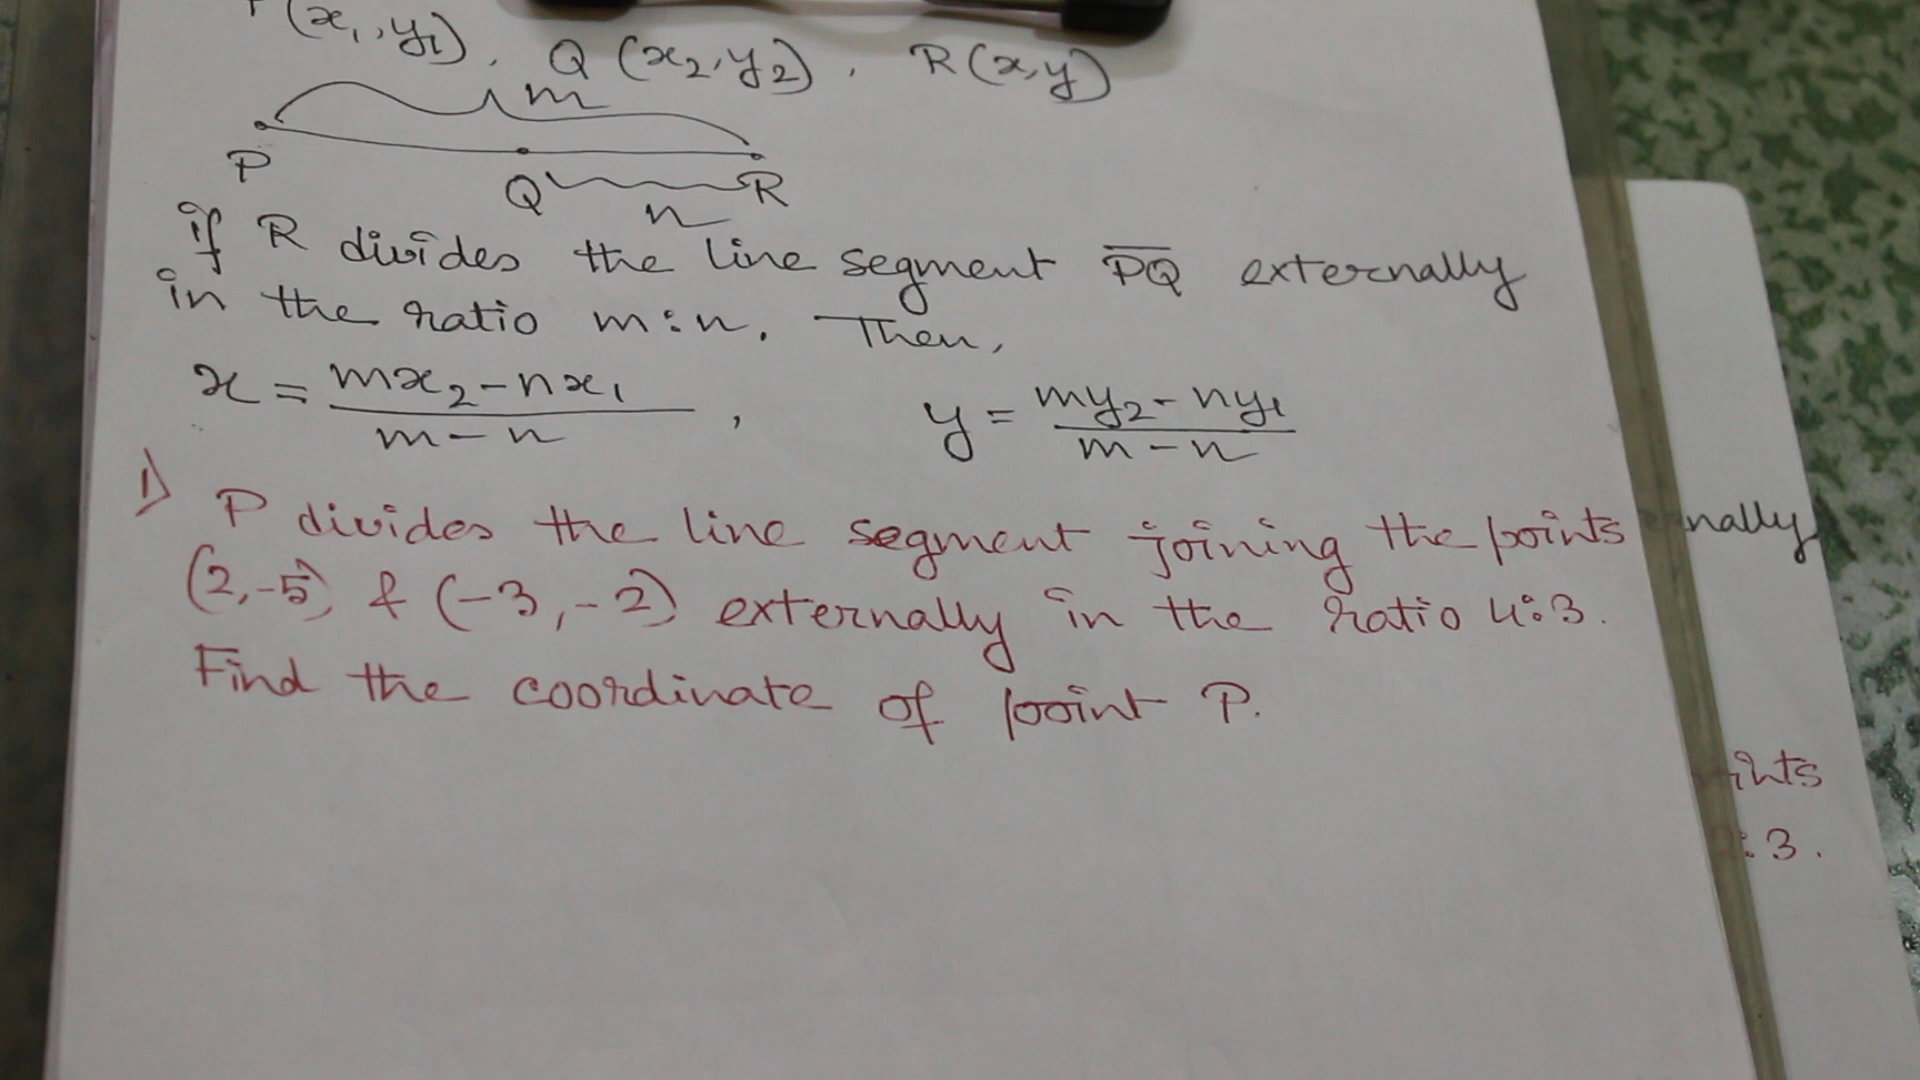 P(x₁, y₁), Q(x₂, y₂), R(x, y)
m
P
Q
R
n
if R divides the line segment P̅Q̅ externally
in the ratio m:n. Then,
x = (mx₂ - nx₁)/(m - n), y = (my₂ - ny₁)/(m - n)
1) P divides the line segment joining the points
(2, -5) & (-3, -2) externally in the ratio 4:3.
Find the coordinate of point P.
nally
ints
:3.